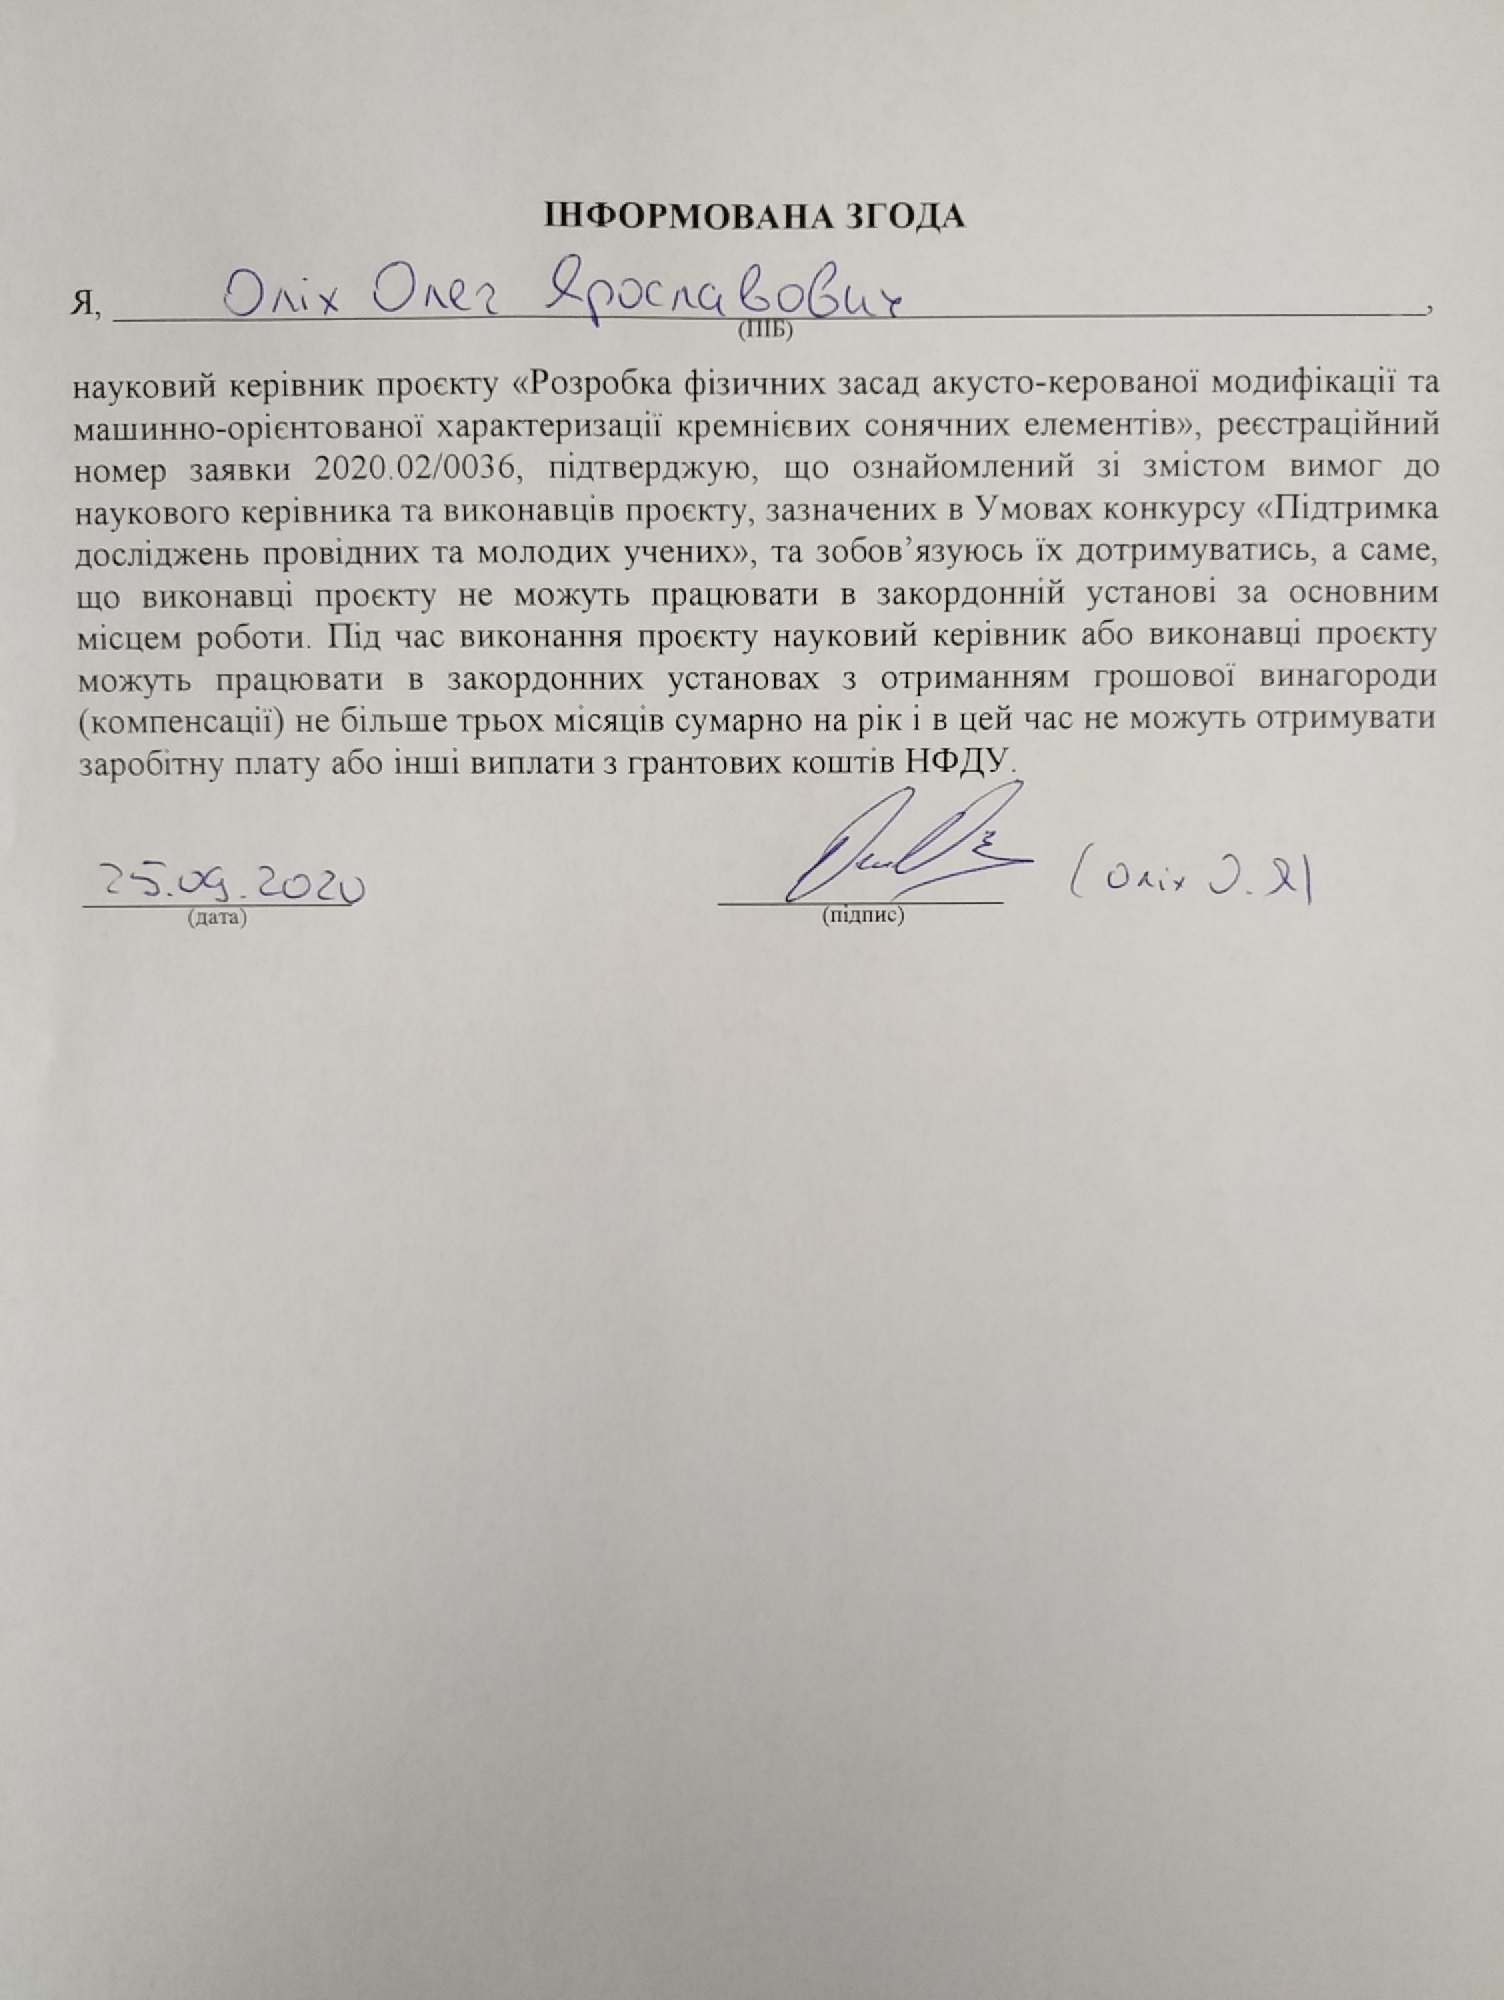 ІНФОРМОВАНА ЗГОДА
Я, Оліх Олег Ярославович,
(ПІБ)
науковий керівник проєкту «Розробка фізичних засад акусто-керованої модифікації та
машинно-орієнтованої характеризації кремнієвих сонячних елементів», реєстраційний
номер заявки 2020.02/0036, підтверджую, що ознайомлений зі змістом вимог до
наукового керівника та виконавців проєкту, зазначених в Умовах конкурсу «Підтримка
досліджень провідних та молодих учених», та зобов’язуюсь їх дотримуватись, а саме,
що виконавці проєкту не можуть працювати в закордонній установі за основним
місцем роботи. Під час виконання проєкту науковий керівник або виконавці проєкту
можуть працювати в закордонних установах з отриманням грошової винагороди
(компенсації) не більше трьох місяців сумарно на рік і в цей час не можуть отримувати
заробітну плату або інші виплати з грантових коштів НФДУ.
25.09.2020 (Оліх О.Я)
(дата) (підпис)